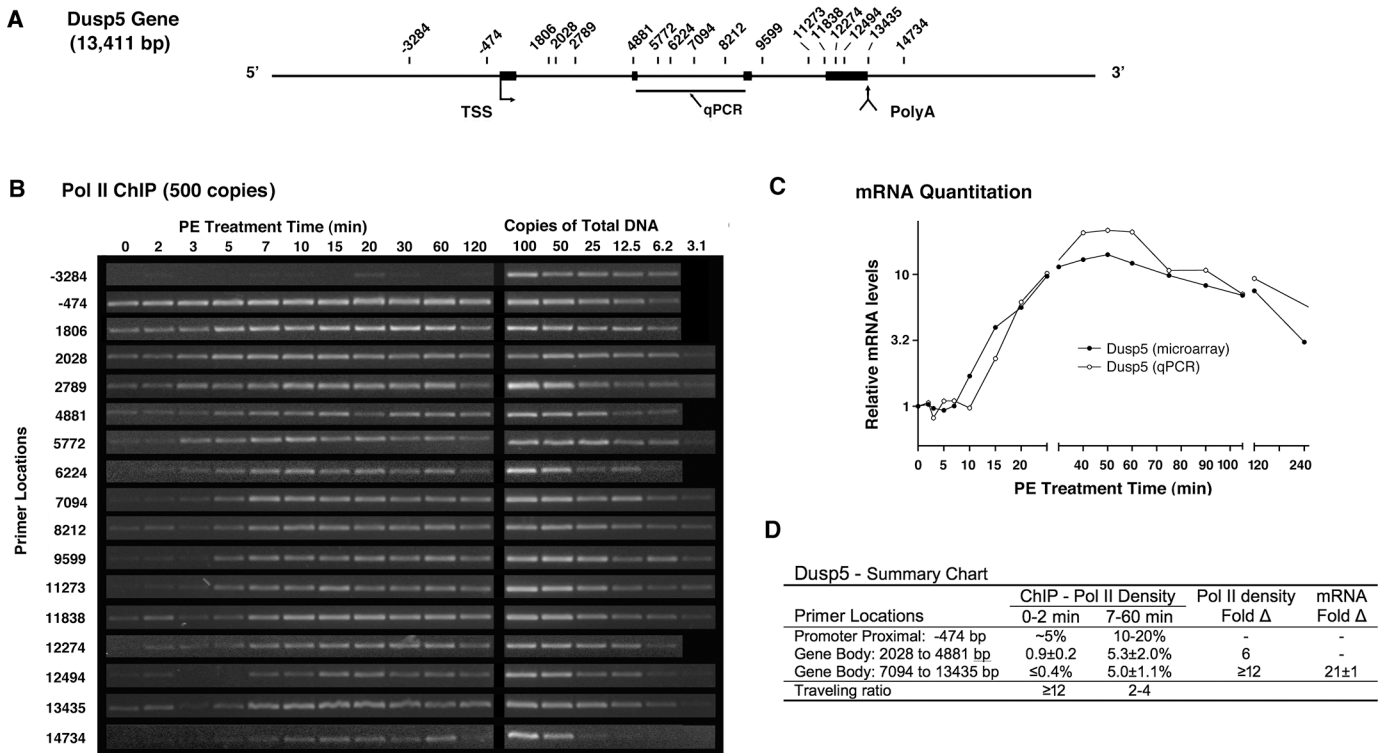 A
Dusp5 Gene
(13,411 bp)
-3284 -474 1806 2028 2789 4881 5772 6224 7094 8212 9599 11273 11838 12274 12494 13435 14734
5' 3'
TSS qPCR PolyA
B Pol II ChIP (500 copies)
PE Treatment Time (min) Copies of Total DNA
0 2 3 5 7 10 15 20 30 60 120 100 50 25 12.5 6.2 3.1
Primer Locations
-3284
-474
1806
2028
2789
4881
5772
6224
7094
8212
9599
11273
11838
12274
12494
13435
14734
C mRNA Quantitation
Relative mRNA levels
10
3.2
1
Dusp5 (microarray)
Dusp5 (qPCR)
0 5 10 15 20 40 50 60 70 80 90 100 120 240
PE Treatment Time (min)
D
Dusp5 - Summary Chart
ChIP - Pol II Density Pol II density mRNA
Primer Locations 0-2 min 7-60 min Fold Δ Fold Δ
Promoter Proximal: -474 bp ~5% 10-20% - -
Gene Body: 2028 to 4881 bp 0.9±0.2 5.3±2.0% 6 -
Gene Body: 7094 to 13435 bp ≤0.4% 5.0±1.1% ≥12 21±1
Traveling ratio ≥12 2-4